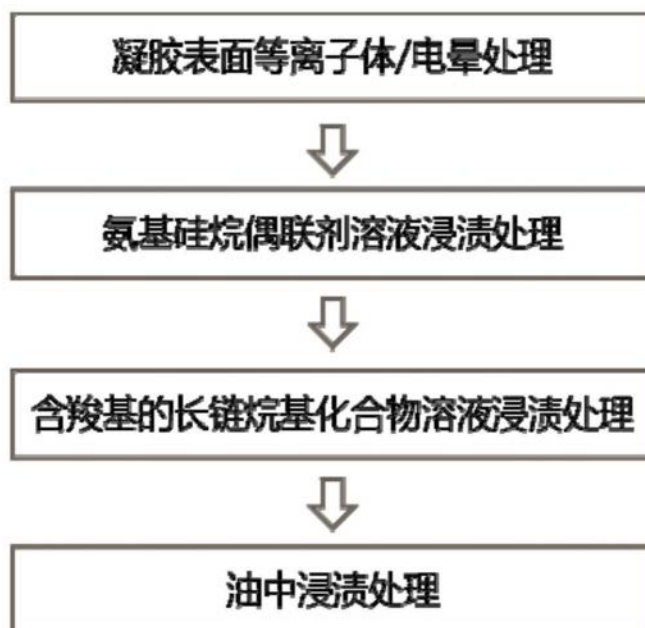 凝胶表面等离子体/电晕处理
氨基硅烷偶联剂溶液浸渍处理
含羧基的长链烷基化合物溶液浸渍处理
油中浸渍处理